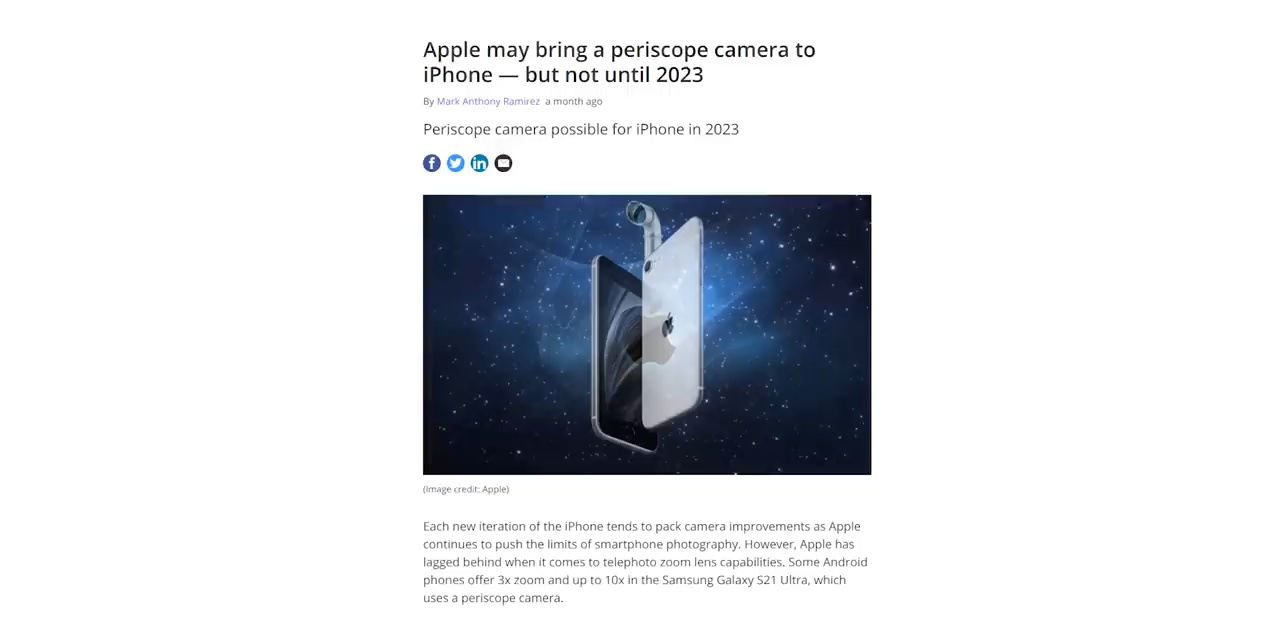 Apple may bring a periscope camera to
iPhone — but not until 2023
By Mark Anthony Ramirez a month ago
Periscope camera possible for iPhone in 2023
(Image credit: Apple)
Each new iteration of the iPhone tends to pack camera improvements as Apple
continues to push the limits of smartphone photography. However, Apple has
lagged behind when it comes to telephoto zoom lens capabilities. Some Android
phones offer 3x zoom and up to 10x in the Samsung Galaxy S21 Ultra, which
uses a periscope camera.